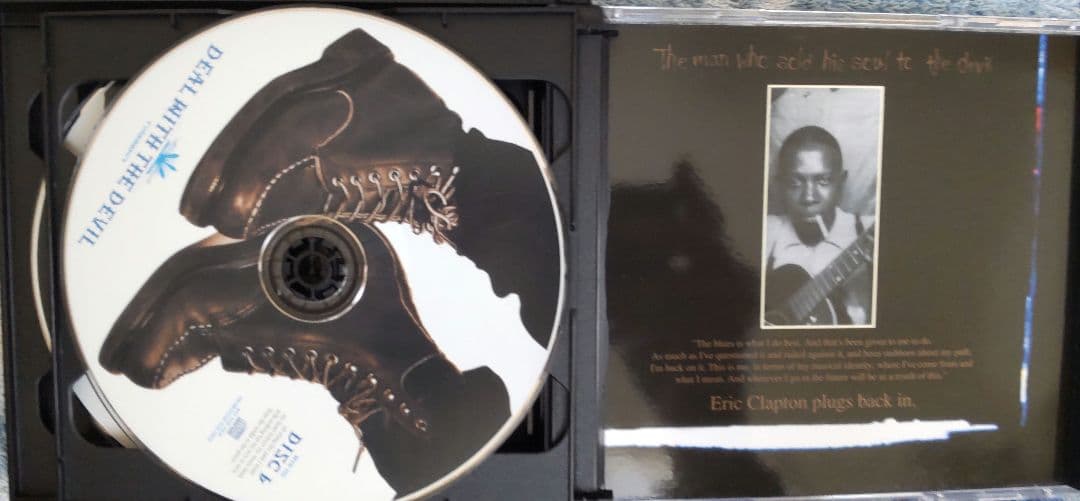 DEAL WITH THE DEVIL
DISC 4
The man who sold his soul to the devil
"The blues is what I do best. And that's been given to me to do.
As much as I've questioned it and railed against it, and been stubborn about my path,
I'm back on it. This is me, in terms of my musical identity, where I've come from and
what I mean. And wherever I go in the future will be as a result of this."
Eric Clapton plugs back in.